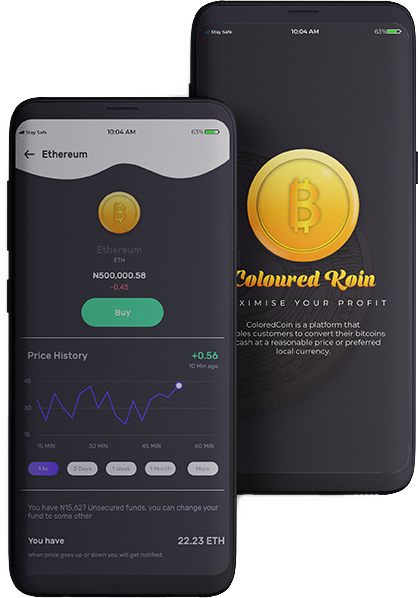 Stay Safe
10:04 AM
63%
Ethereum
Ethereum
ETH
₦500,000.58
-0.45
Buy
Price History
+0.56
10 Min ago
45
30
15
15 MIN
30 MIN
45 MIN
60 MIN
1 hr
3 Days
1 Week
1 Month
More
You have N15.627 Unsecured funds. you can change your
fund to some other
You have
22.23 ETH
When price goes up or down you will get notified.
Stay Safe
10:04 AM
63%
Coloured Koin
XIMISE YOUR PROFIT
ColoredCoin is a platform that
bles customers to convert their bitcoins
cash at a reasonable price or preferred
local currency.